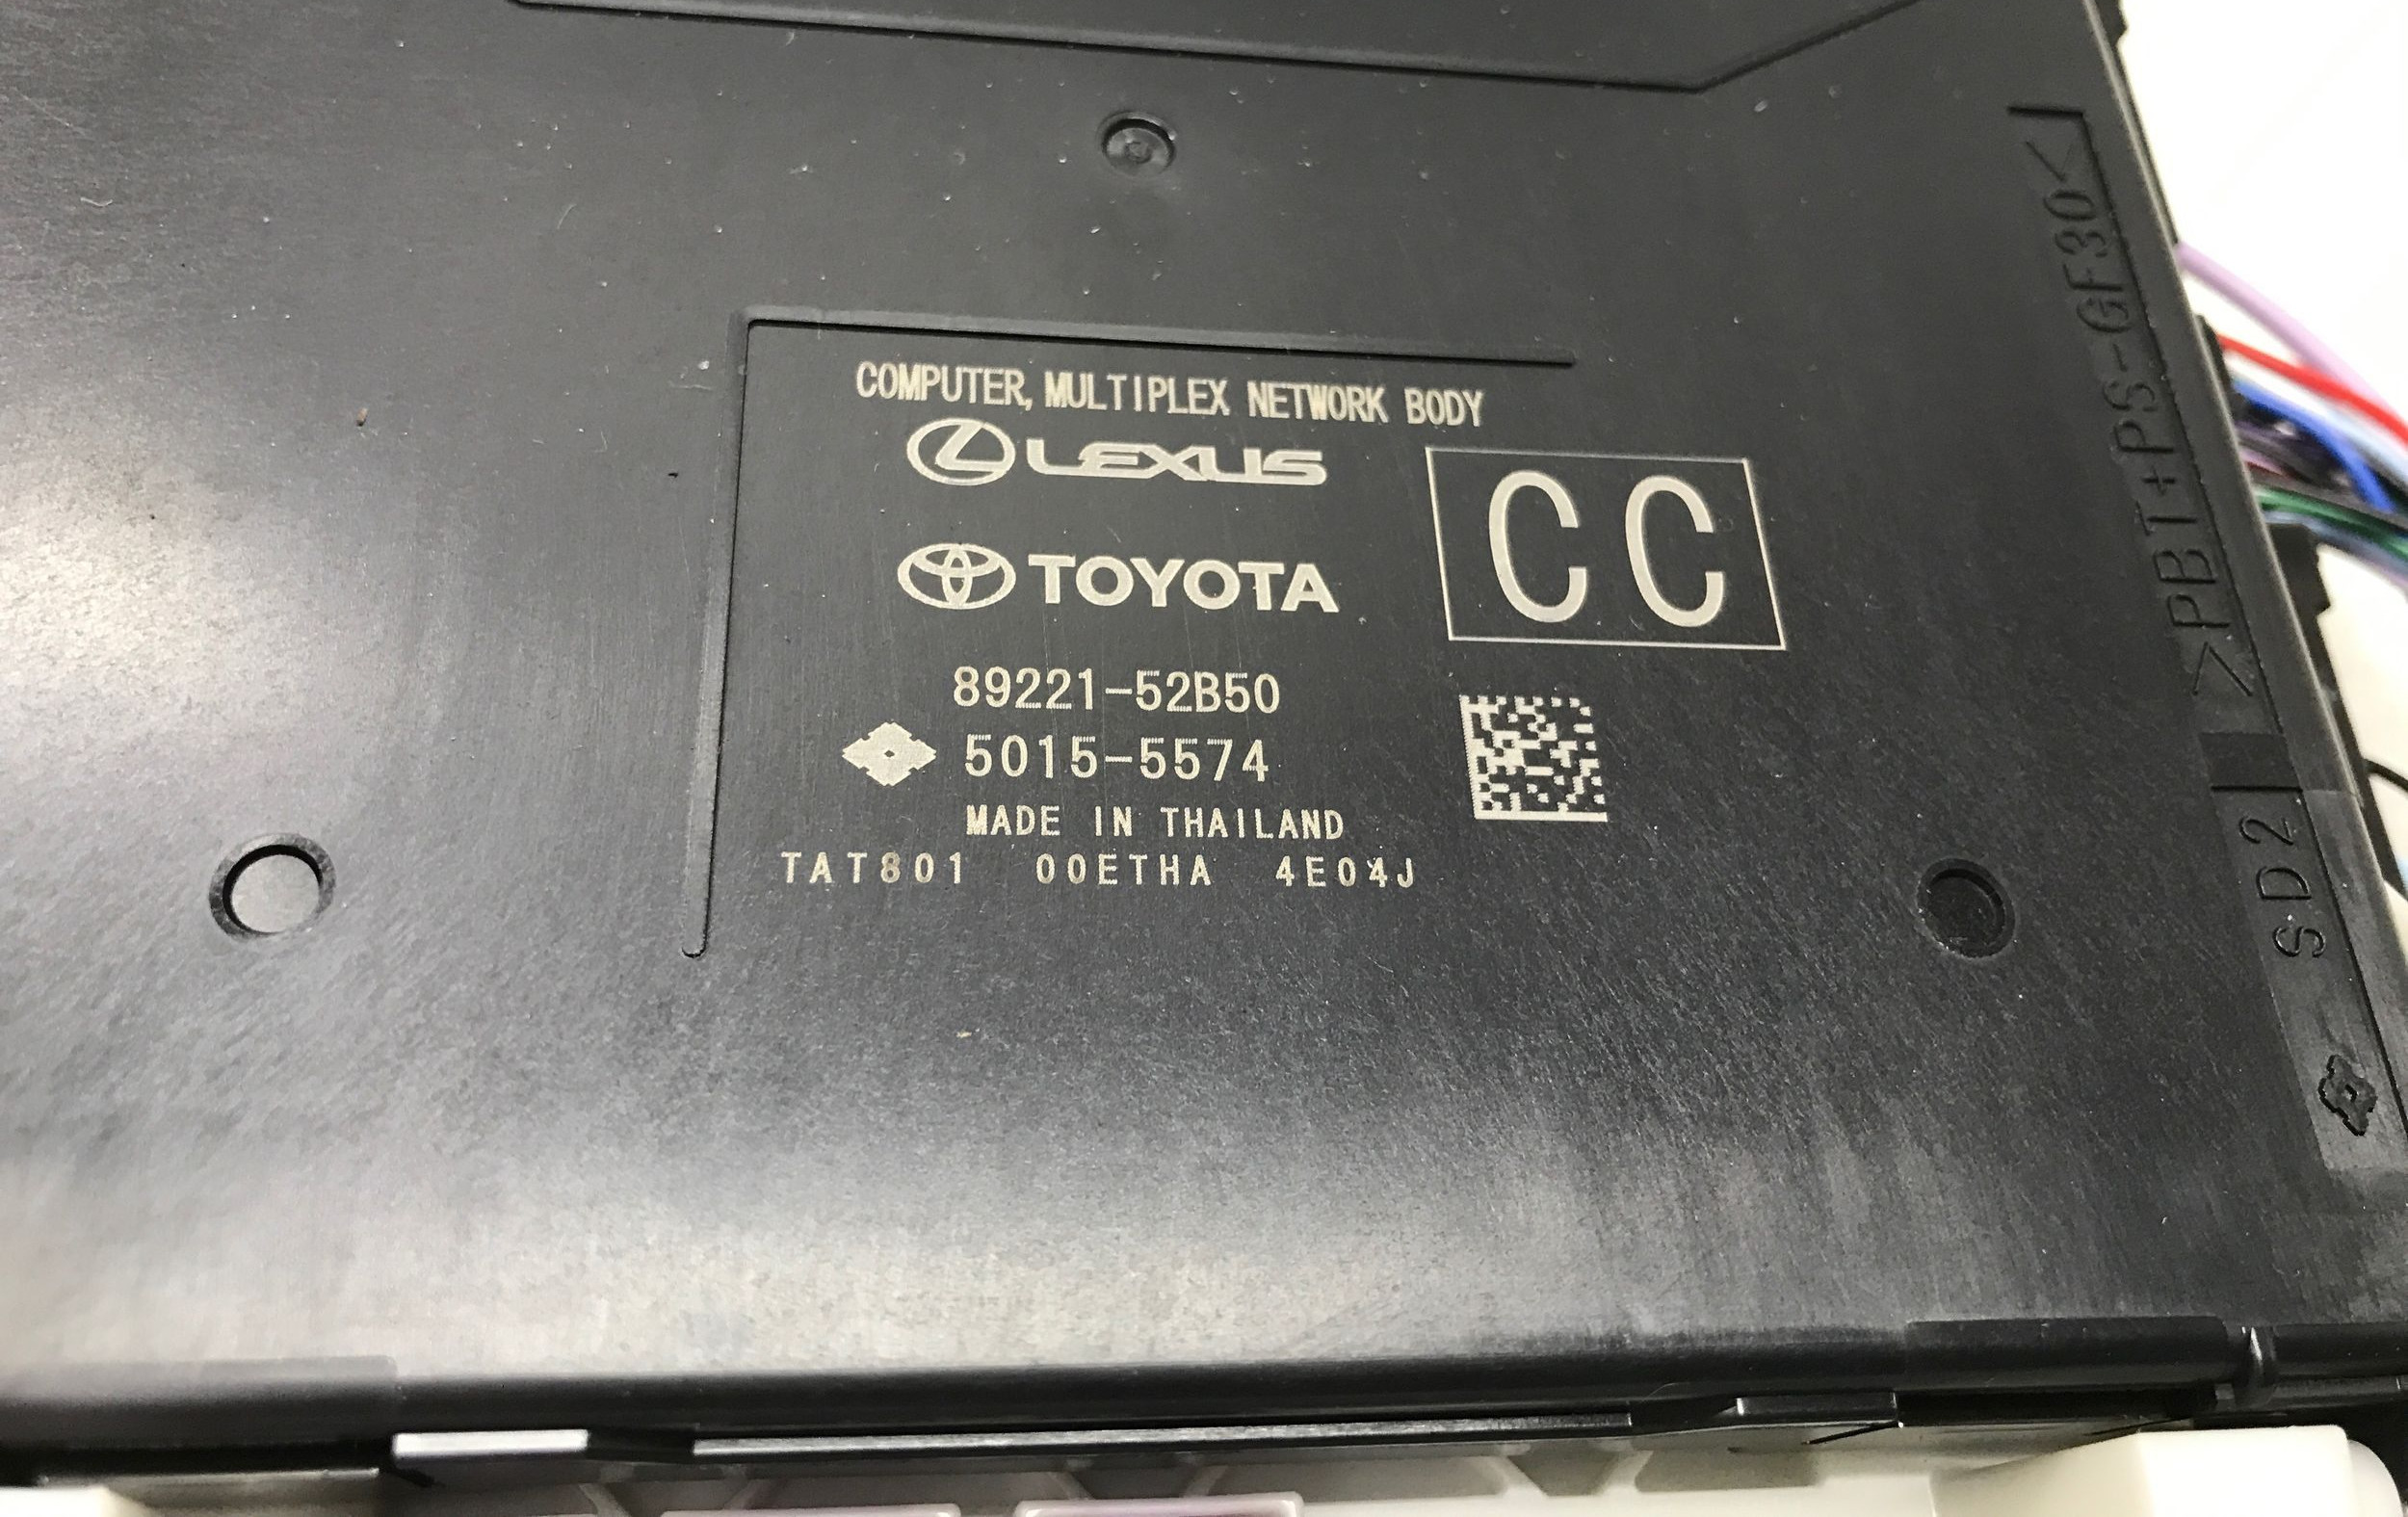 COMPUTER, MULTIPLEX NETWORK BODY
LEXUS
TOYOTA
CC
89221-52B50
5015-5574
MADE IN THAILAND
TAT801 00ETHA 4E04J
>PBT+PS-GF30<
SD2